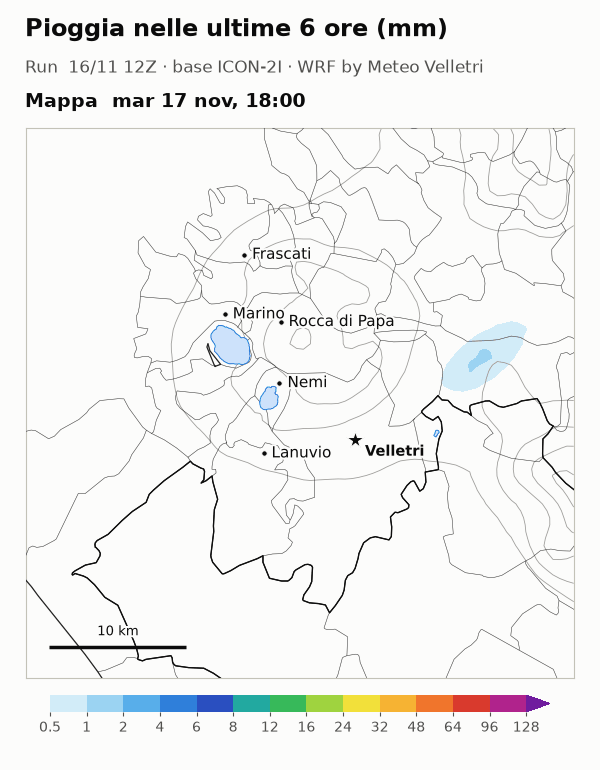 Pioggia nelle ultime 6 ore (mm)
Run 16/11 12Z · base ICON-2I · WRF by Meteo Velletri
Mappa mar 17 nov, 18:00
Frascati
Marino
Rocca di Papa
Nemi
Velletri
Lanuvio
10 km
0.5 1 2 4 6 8 12 16 24 32 48 64 96 128